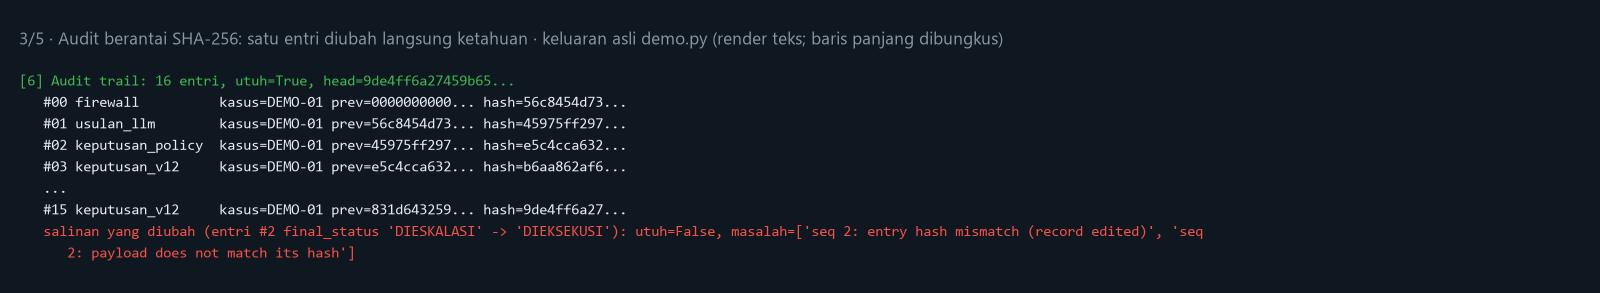 3/5 · Audit berantai SHA-256: satu entri diubah langsung ketahuan · keluaran asli demo.py (render teks; baris panjang dibungkus)
[6] Audit trail: 16 entri, utuh=True, head=9de4ff6a27459b65...
#00 firewall          kasus=DEMO-01 prev=0000000000... hash=56c8454d73...
#01 usulan_llm        kasus=DEMO-01 prev=56c8454d73... hash=45975ff297...
#02 keputusan_policy  kasus=DEMO-01 prev=45975ff297... hash=e5c4cca632...
#03 keputusan_v12     kasus=DEMO-01 prev=e5c4cca632... hash=b6aa862af6...
...
#15 keputusan_v12     kasus=DEMO-01 prev=831d643259... hash=9de4ff6a27...
salinan yang diubah (entri #2 final_status 'DIESKALASI' -> 'DIEKSEKUSI'): utuh=False, masalah=['seq 2: entry hash mismatch (record edited)', 'seq
2: payload does not match its hash']